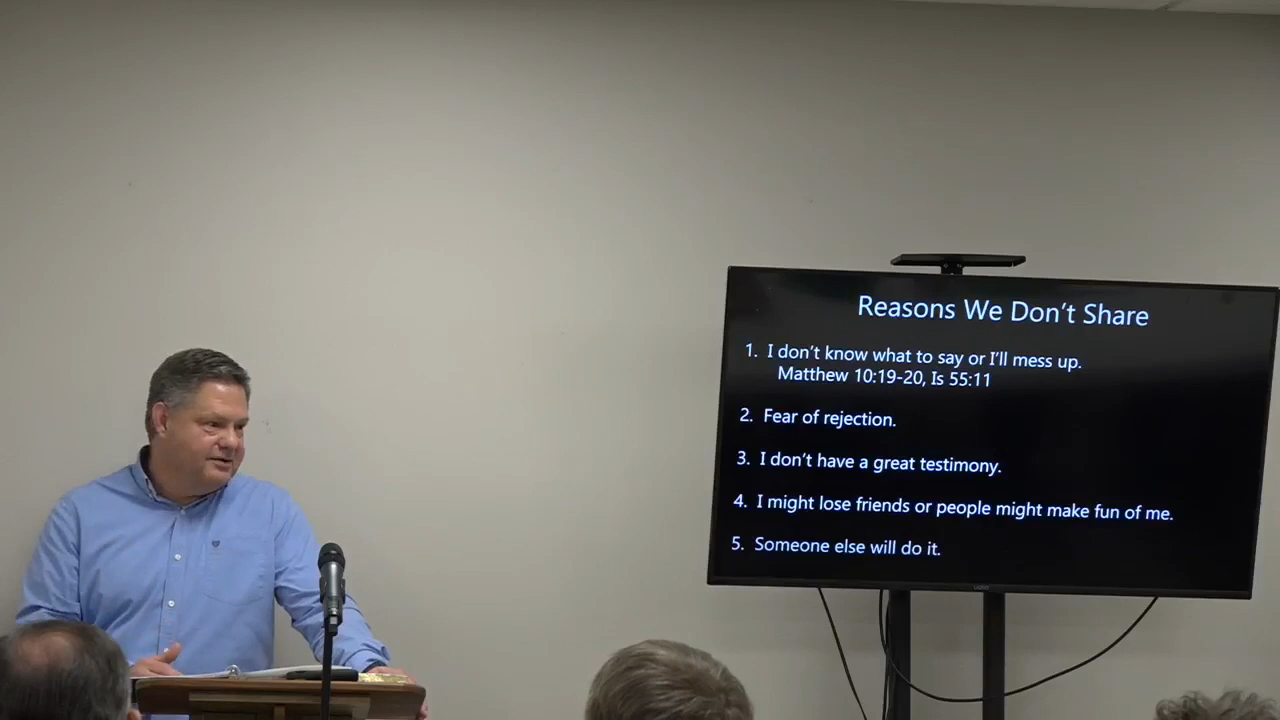 Reasons We Don't Share
1. I don't know what to say or I'll mess up.
Matthew 10:19-20, Is 55:11
2. Fear of rejection.
3. I don't have a great testimony.
4. I might lose friends or people might make fun of me.
5. Someone else will do it.